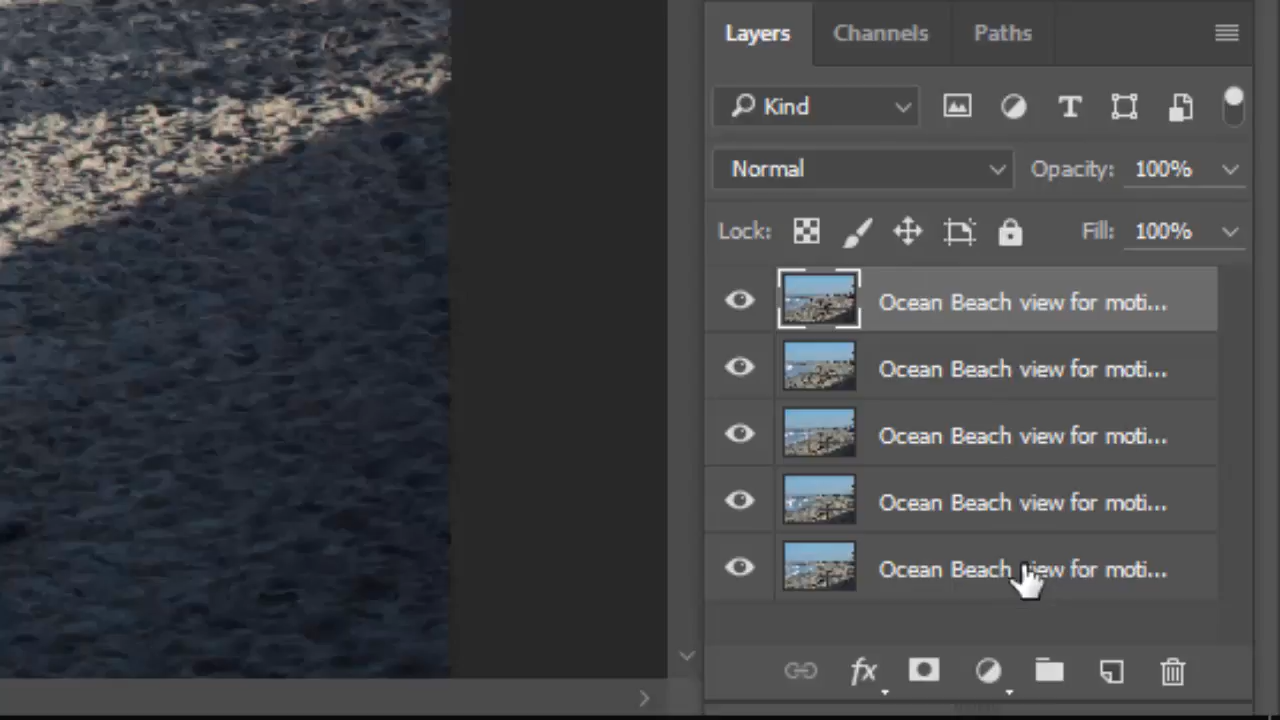 Layers Channels Paths
Kind
Normal Opacity: 100%
Lock: Fill: 100%
Ocean Beach view for moti...
Ocean Beach view for moti...
Ocean Beach view for moti...
Ocean Beach view for moti...
Ocean Beach view for moti...
fx